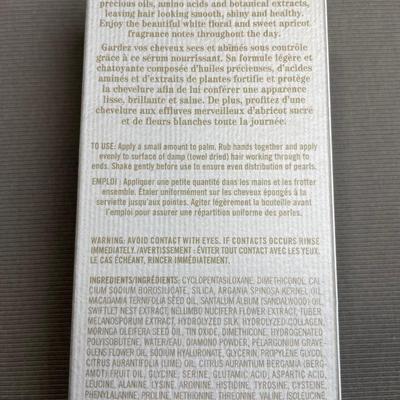 precious oils, amino acids and botanical extracts,
leaving hair looking smooth, shiny and healthy.
Enjoy the beautiful white floral and sweet apricot
fragrance notes throughout the day.
Gardez vos cheveux secs et abîmés sous contrôle
grâce à ce sérum nourrissant. Sa formule légère et
chatoyante composée d'huiles précieuses, d'acides
aminés et d'extraits de plantes fortifie et protège
la chevelure afin de lui conférer une apparence
lisse, brillante et saine. De plus, profitez d'une
chevelure aux effluves merveilleux d'abricot sucré
et de fleurs blanches toute la journée.
TO USE: Apply a small amount to palm. Rub hands together and apply
evenly to surface of damp (towel dried) hair working through to
ends. Shake gently before use to ensure even distribution of pearls.
EMPLOI : Appliquer une petite quantité dans les mains et les frotter
ensemble. Étaler uniformément sur les cheveux épongés à la
serviette jusqu'aux pointes. Agiter légèrement la bouteille avant
l'emploi pour assurer une répartition uniforme des perles.
WARNING: AVOID CONTACT WITH EYES. IF CONTACT OCCURS RINSE
IMMEDIATELY./AVERTISSEMENT : ÉVITER TOUT CONTACT AVEC LES YEUX.
LE CAS ÉCHÉANT, RINCER IMMÉDIATEMENT.
INGREDIENTS/INGRÉDIENTS: CYCLOPENTASILOXANE, DIMETHICONOL, CAL
CIUM SODIUM BOROSILICATE, SILICA, ARGANIA SPINOSA KERNEL OIL,
MACADAMIA TERNIFOLIA SEED OIL, SANTALUM ALBUM (SANDALWOOD) OIL,
SWIFTLET NEST EXTRACT, NELUMBO NUCIFERA FLOWER EXTRACT, TUBER
MELANOSPORUM EXTRACT, HYDROLYZED SILK, HYDROLYZED COLLAGEN,
MORINGA OLEIFERA SEED OIL, TIN OXIDE, DIMETHICONE, HYDROGENATED
POLYISOBUTENE, WATER/EAU, DIAMOND POWDER, PELARGONIUM GRAV-
EOLENS FLOWER OIL, SODIUM HYALURONATE, GLYCERIN, PROPYLENE GLYCOL,
CITRUS AURANTIFOLIA (LIME) OIL, CITRUS AURANTIUM BERGAMIA (BERG-
AMOT) FRUIT OIL, GLYCINE, SERINE, GLUTAMIC ACID, ASPARTIC ACID,
LEUCINE, ALANINE, LYSINE, ARGININE, HISTIDINE, TYROSINE, CYSTEINE,
PHENYLALANINE, PROLINE, METHIONINE, THREONINE, VALINE, ISOLEUCINE,